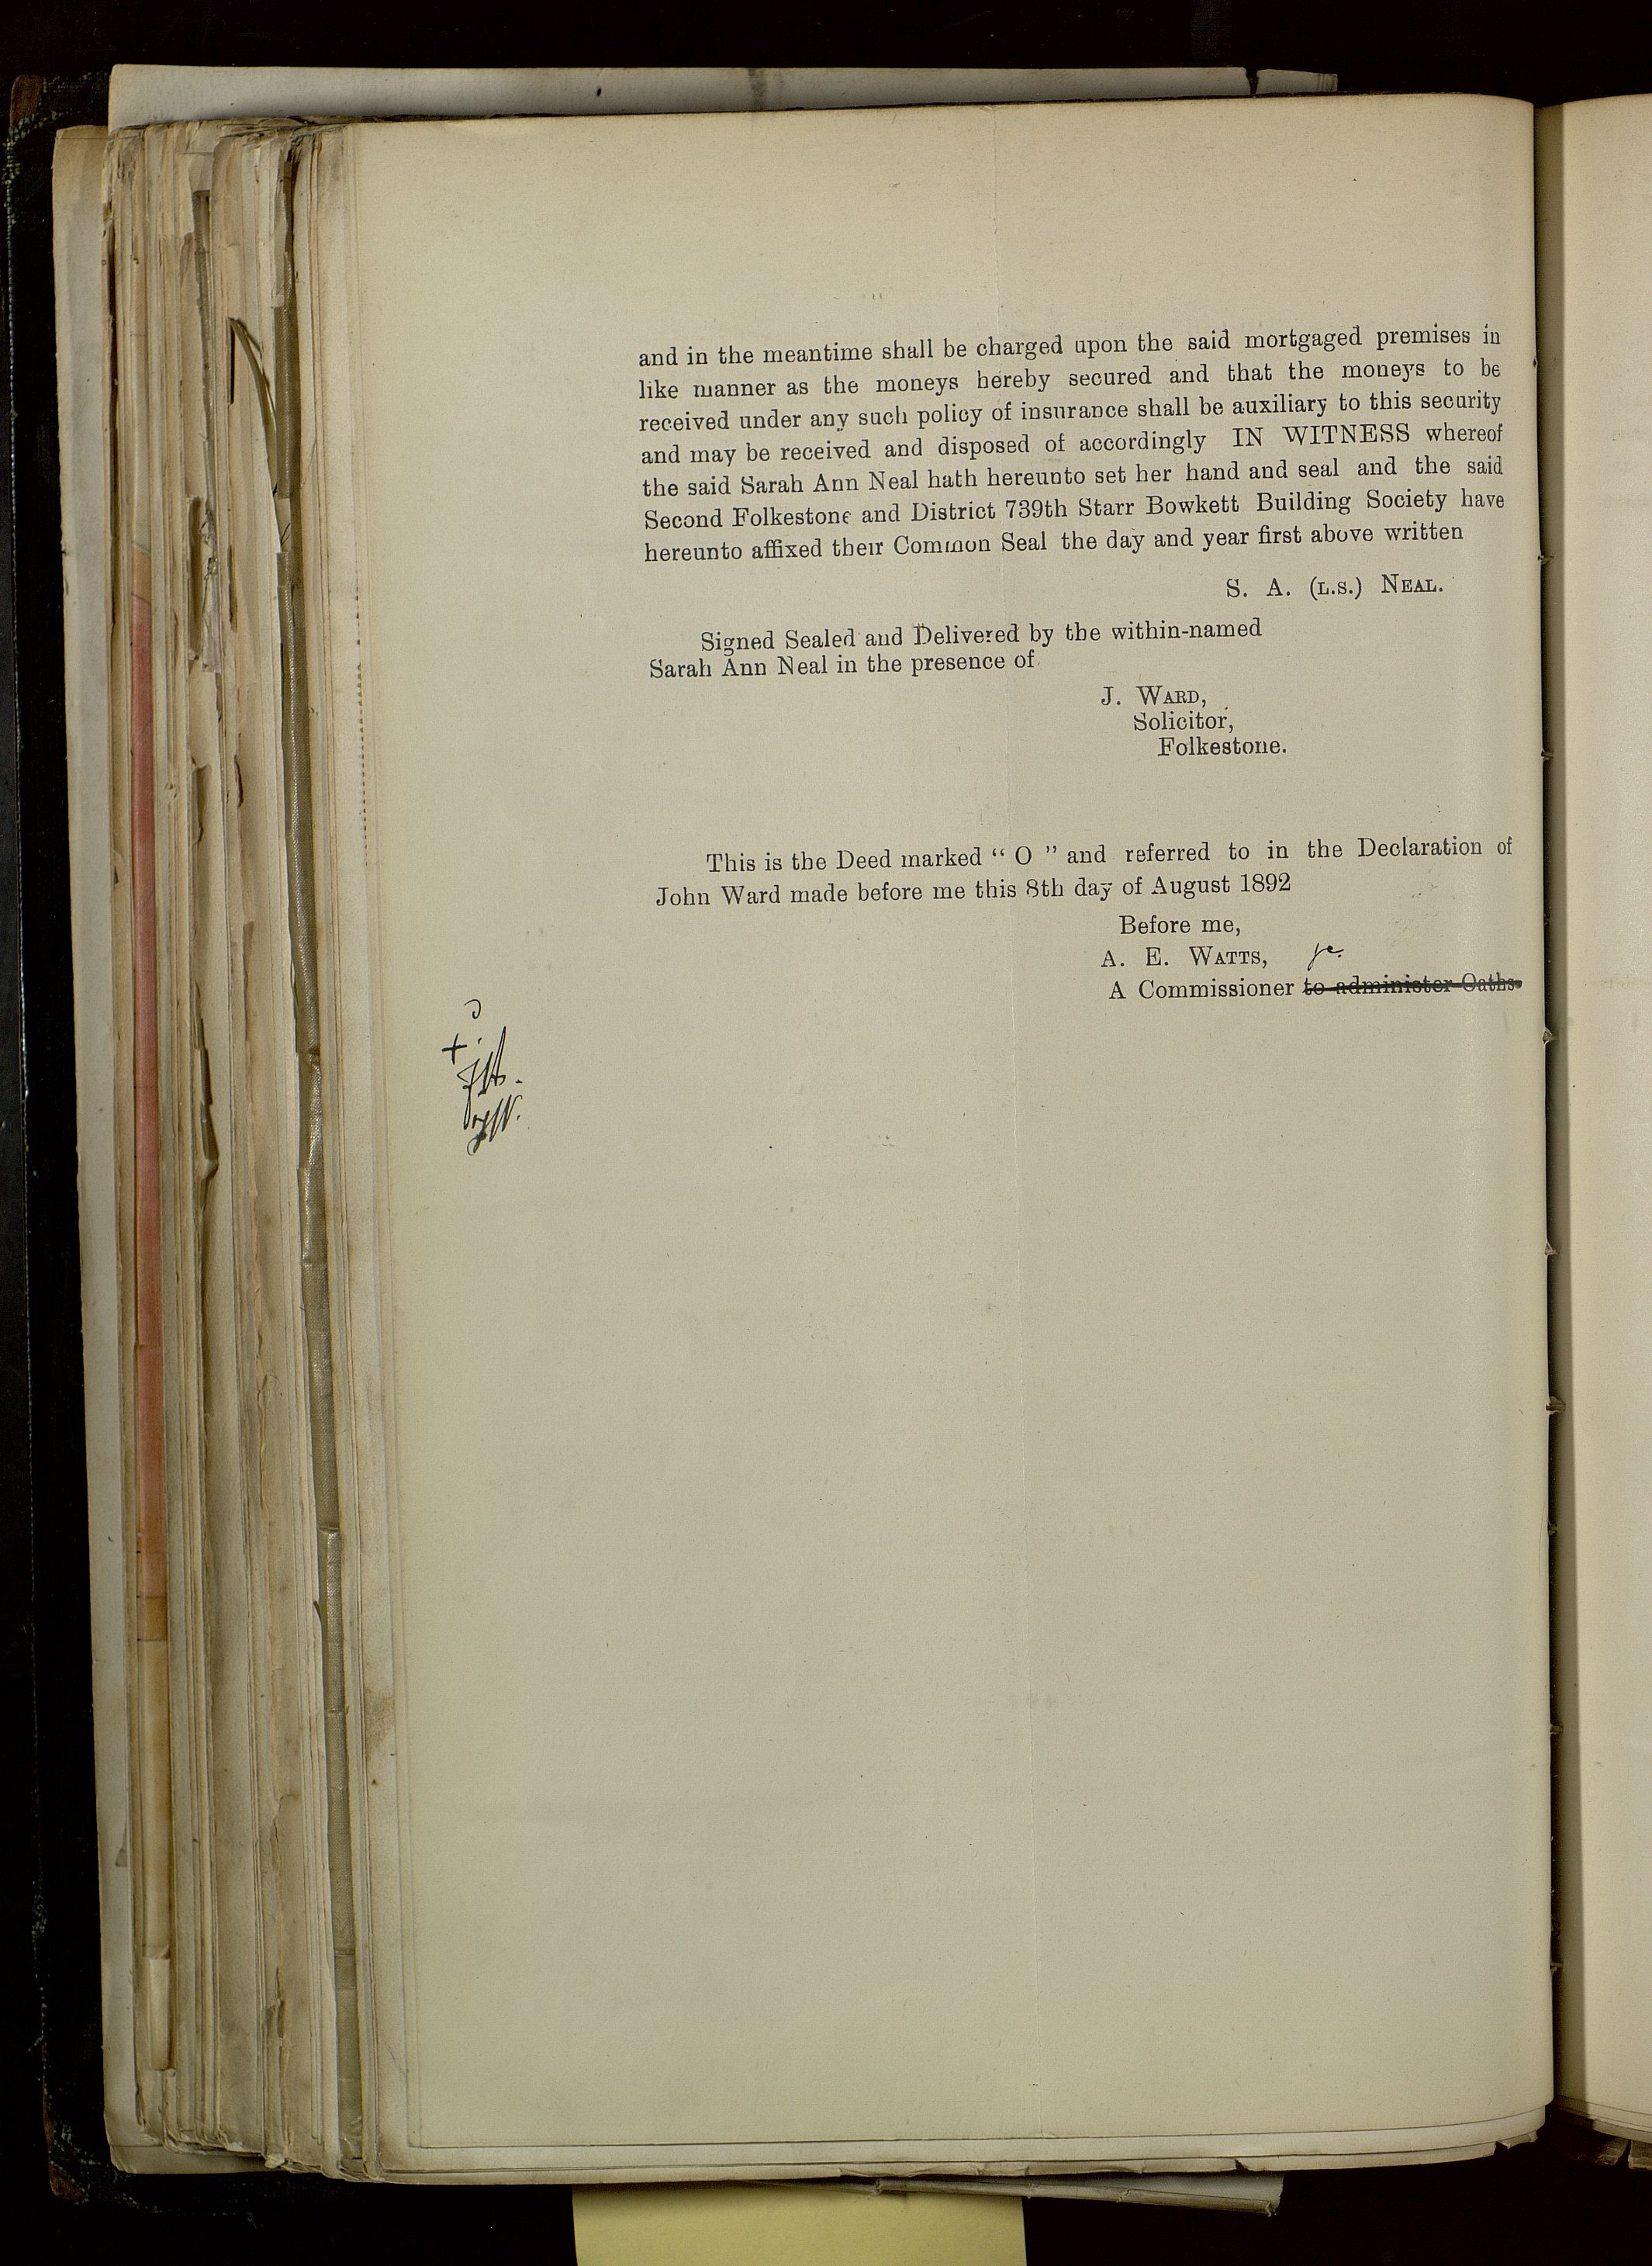 and in the meantime shall be charged upon the said mortgaged premises in
like manner as the moneys hereby secured and that the moneys to be
received under any such policy of insurance shall be auxiliary to this security
and may be received and disposed of accordingly IN WITNESS whereof
the said Sarah Ann Neal hath hereunto set her hand and seal and the said
Second Folkestone and District 739th Starr Bowkett Building Society have
hereunto affixed their Common Seal the day and year first above written
S. A. (L.S.) NEAL.
Signed Sealed and Delivered by the within-named
Sarah Ann Neal in the presence of
J. WARD,
Solicitor,
Folkestone.
This is the Deed marked “ O ” and referred to in the Declaration of
John Ward made before me this 8th day of August 1892
Before me,
A. E. WATTS,
A Commissioner to administer Oaths